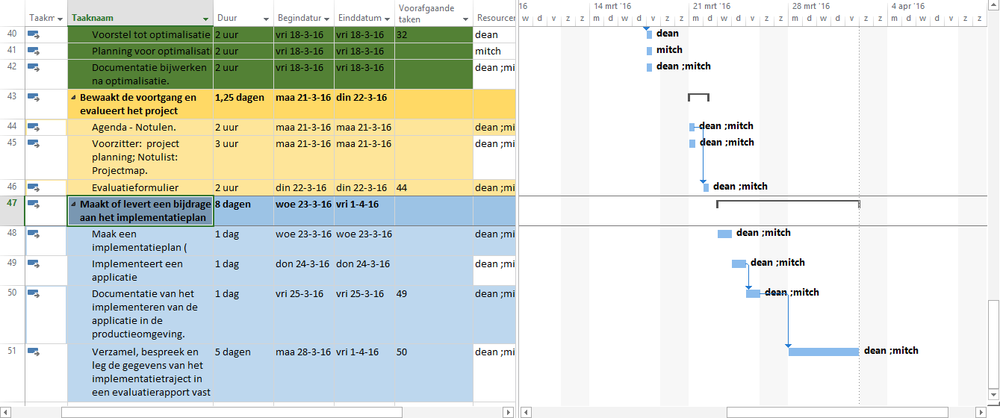 Taakm Taaknaam Duur Begindatur Einddatum Voorafgaande taken Resourcen
40 Voorstel tot optimalisatie 2 uur vri 18-3-16 vri 18-3-16 32 dean
41 Planning voor optimalisati 2 uur vri 18-3-16 vri 18-3-16 mitch
42 Documentatie bijwerken 2 uur vri 18-3-16 vri 18-3-16 dean ;mi
na optimalisatie.
43 Bewaakt de voortgang en 1,25 dagen maa 21-3-16 din 22-3-16
evalueert het project
44 Agenda - Notulen. 2 uur maa 21-3-16 maa 21-3-16 dean ;mi
45 Voorzitter: project 3 uur maa 21-3-16 maa 21-3-16 dean ;mi
planning; Notulist:
Projectmap.
46 Evaluatieformulier 2 uur din 22-3-16 din 22-3-16 44 dean ;mi
47 Maakt of levert een bijdrage 8 dagen woe 23-3-16 vri 1-4-16
aan het implementatieplan
48 Maak een 1 dag woe 23-3-16 woe 23-3-16 dean ;mi
implementatieplan (
49 Implementeert een 1 dag don 24-3-16 don 24-3-16 dean ;mi
applicatie
50 Documentatie van het 1 dag vri 25-3-16 vri 25-3-16 49 dean ;mi
implementeren van de
applicatie in de
productieomgeving.
51 Verzamel, bespreek en 5 dagen maa 28-3-16 vri 1-4-16 50 dean ;mi
leg de gegevens van het
implementatietraject in
een evaluatierapport vast
16 14 mrt '16 21 mrt '16 28 mrt '16 4 apr '16
w d v z z m d w d v z z m d w d v z z m d w d v z z m d w d v z z
dean
mitch
dean ;mitch
dean ;mitch
dean ;mitch
dean ;mitch
dean ;mitch
dean ;mitch
dean ;mitch
dean ;mitch